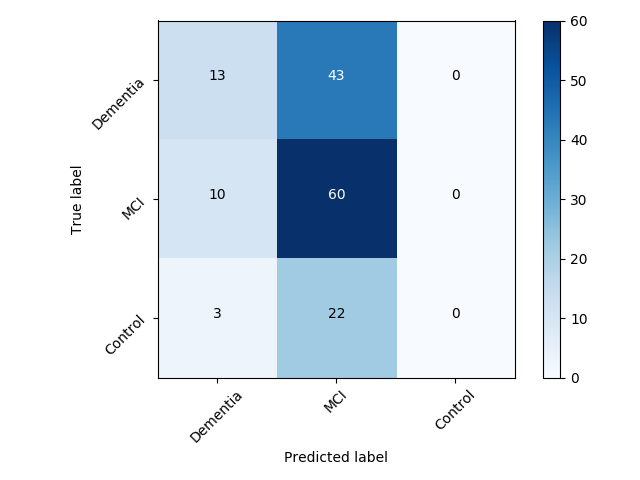 Dementia 13 43 0
MCI 10 60 0
Control 3 22 0
True label
Dementia MCI Control
Predicted label
60
50
40
30
20
10
0